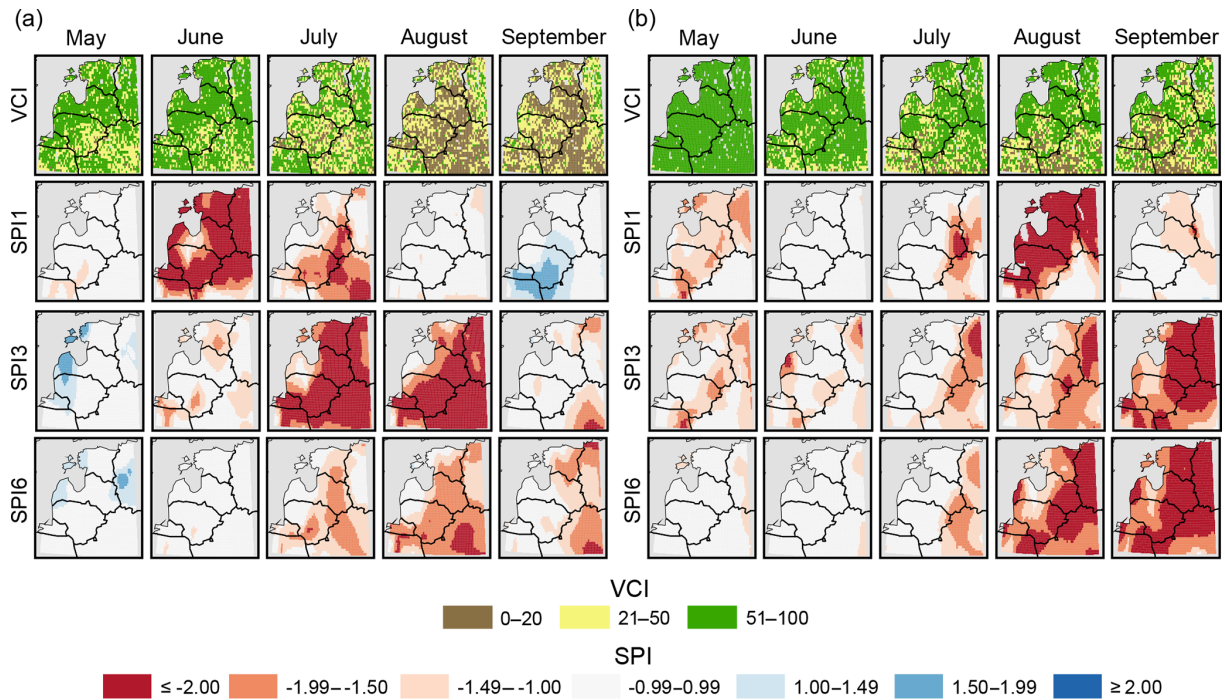 (a) (b)
May June July August September May June July August September
VCI VCI
SPI1 SPI1
SPI3 SPI3
SPI6 SPI6
VCI
0–20 21–50 51–100
SPI
≤ -2.00 -1.99– -1.50 -1.49– -1.00 -0.99–0.99 1.00–1.49 1.50–1.99 ≥ 2.00